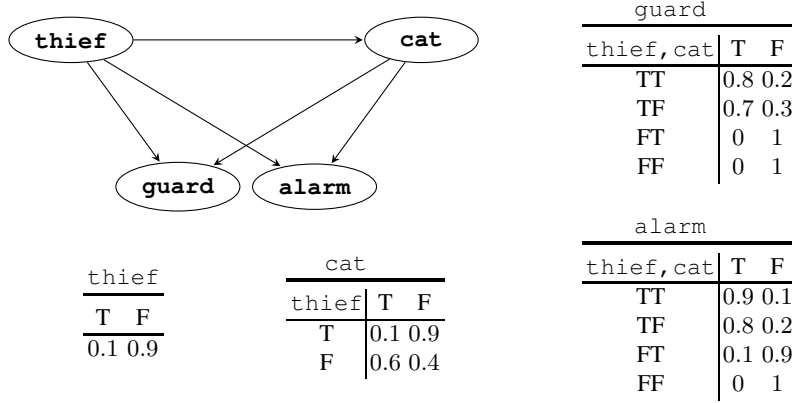 thief
cat
guard
alarm
guard
thief,cat T F
TT 0.8 0.2
TF 0.7 0.3
FT 0 1
FF 0 1
alarm
thief,cat T F
TT 0.9 0.1
TF 0.8 0.2
FT 0.1 0.9
FF 0 1
thief
T F
0.1 0.9
cat
thief T F
T 0.1 0.9
F 0.6 0.4